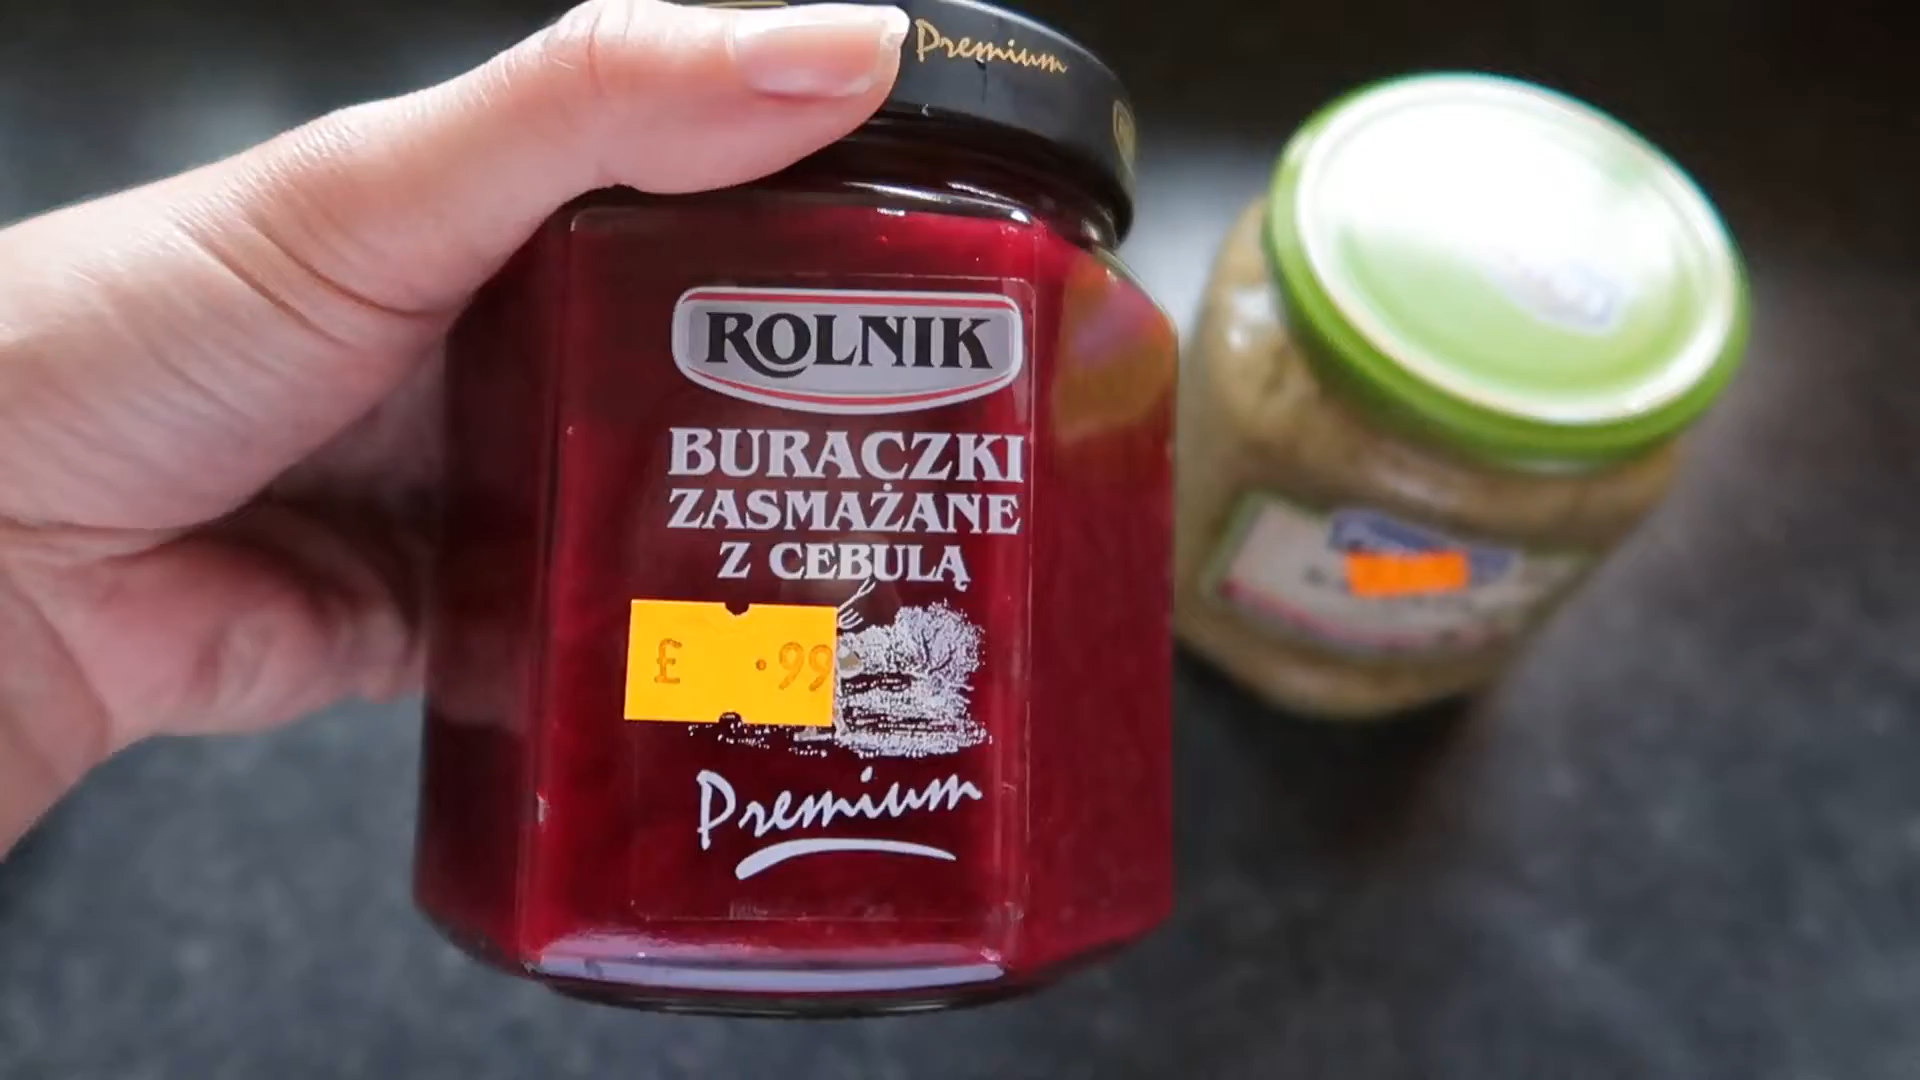 Premium
ROLNIK
BURACZKI
ZASMAŻANE
Z CEBULĄ
£ .99
Premium